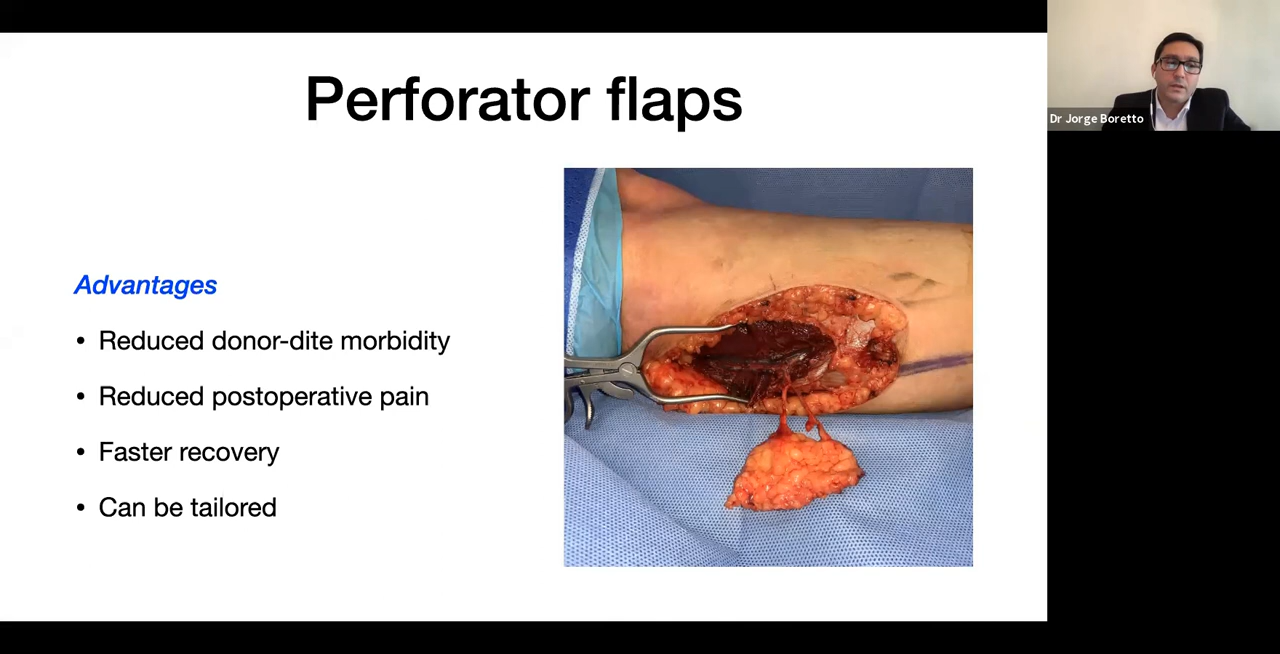 Perforator flaps
Dr Jorge Boretto
Advantages
• Reduced donor-dite morbidity
• Reduced postoperative pain
• Faster recovery
• Can be tailored